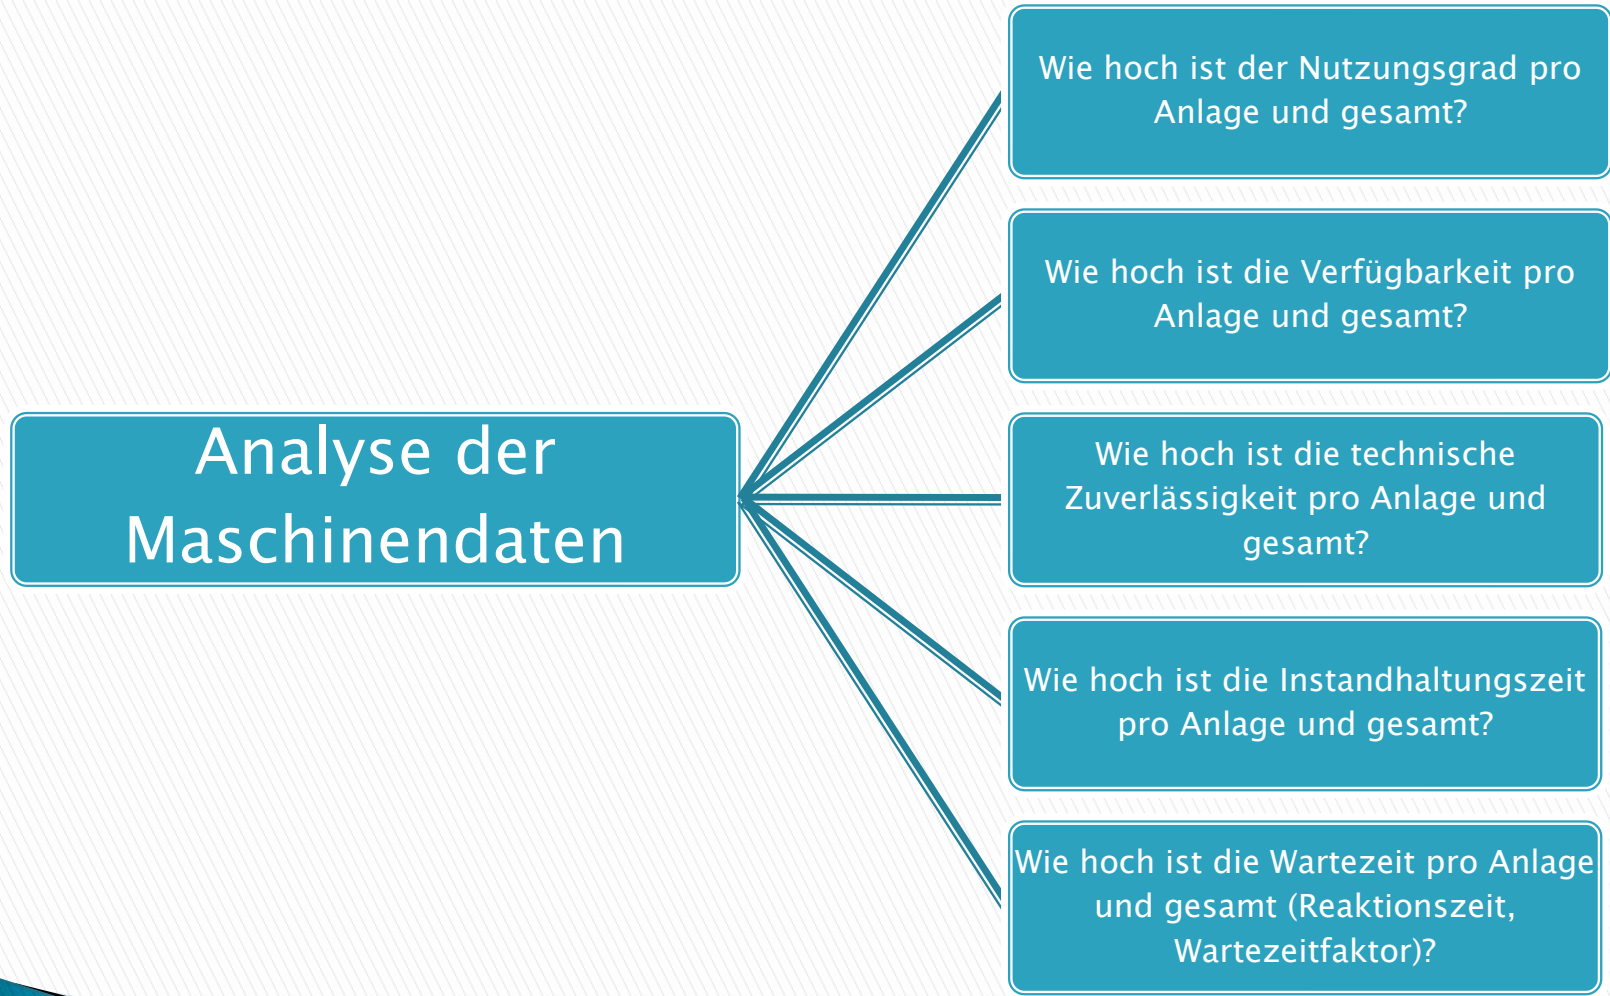 Analyse der
Maschinendaten
Wie hoch ist der Nutzungsgrad pro
Anlage und gesamt?
Wie hoch ist die Verfügbarkeit pro
Anlage und gesamt?
Wie hoch ist die technische
Zuverlässigkeit pro Anlage und
gesamt?
Wie hoch ist die Instandhaltungszeit
pro Anlage und gesamt?
Wie hoch ist die Wartezeit pro Anlage
und gesamt (Reaktionszeit,
Wartezeitfaktor)?